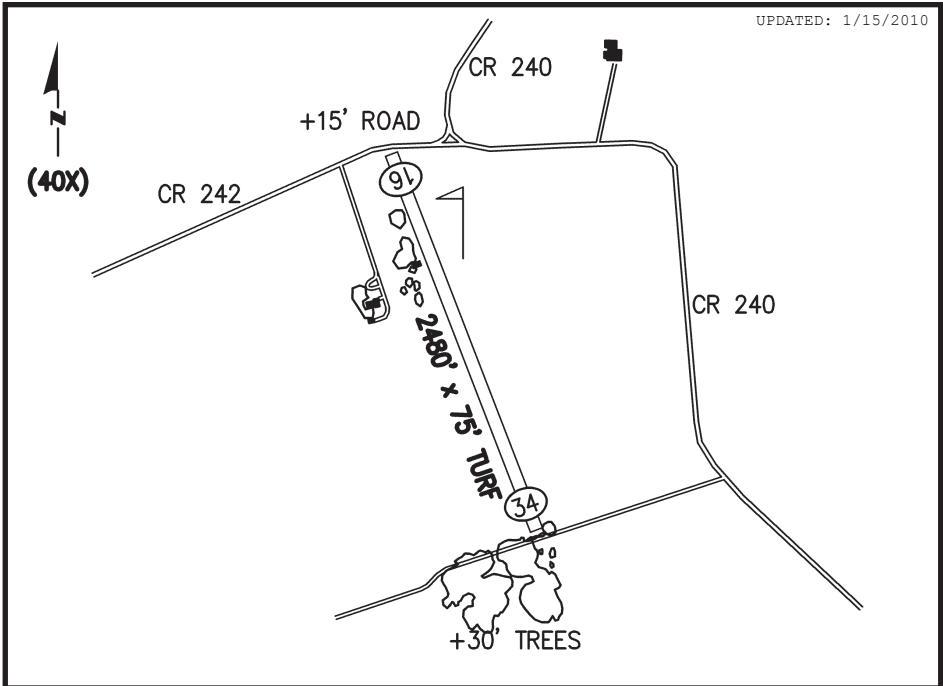 UPDATED: 1/15/2010
CR 240
+15' ROAD
N
(40X)
CR 242
16
CR 240
2480' x 75' TURF
34
+30' TREES